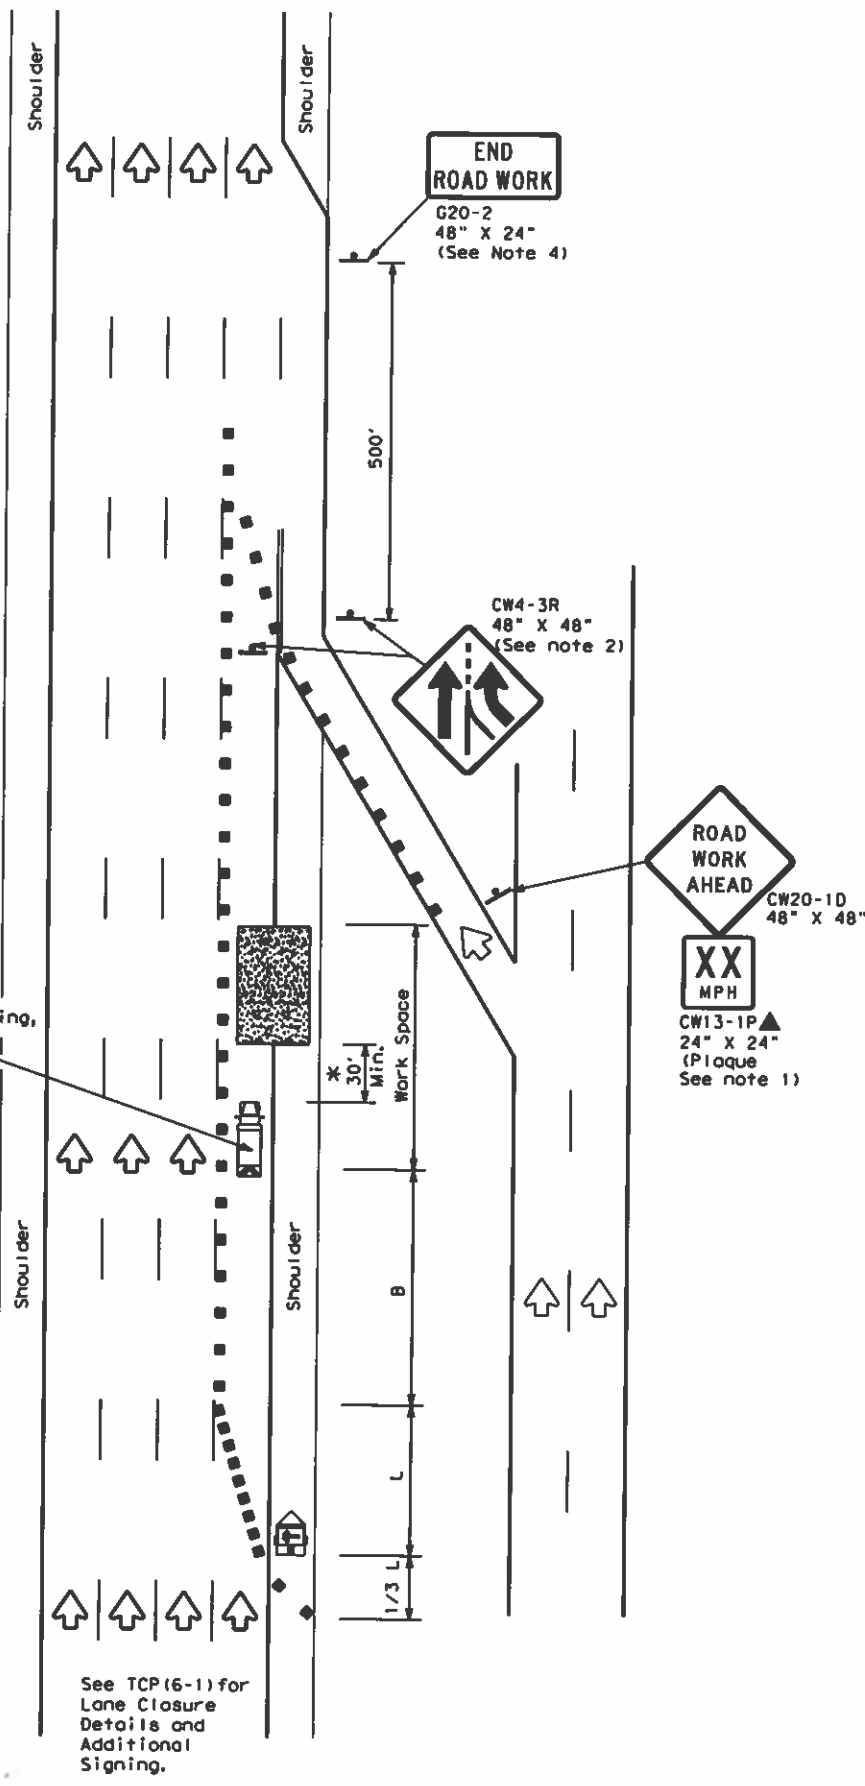 Shoulder
Shoulder
END
ROAD WORK
G20-2
48" X 24"
(See Note 4)
500'
CW4-3R
48" X 48"
(See note 2)
ROAD
WORK
AHEAD
CW20-1D
48" X 48"
XX
MPH
CW13-1P▲
24" X 24"
(Plaque
See note 1)
Work Space
*
30'
Min.
Shoulder
Shoulder
B
L
1/3 L
See TCP(6-1)for
Lane Closure
Details and
Additional
Signing.